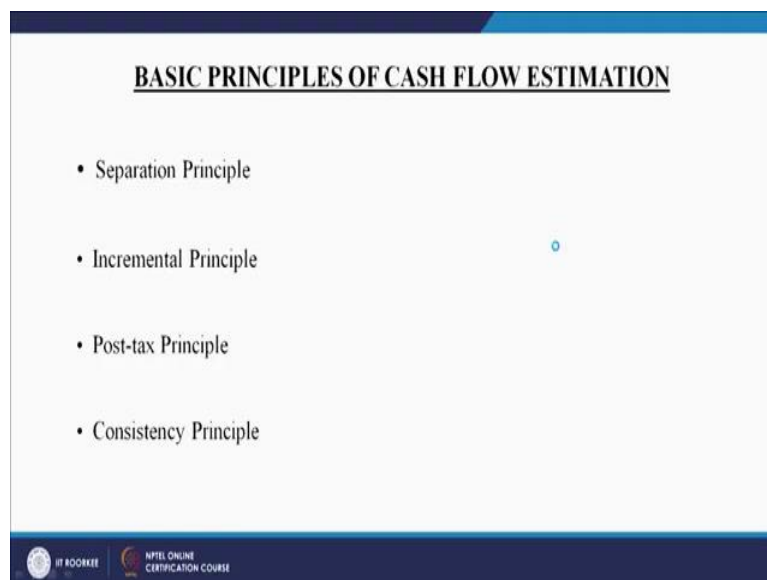 BASIC PRINCIPLES OF CASH FLOW ESTIMATION
• Separation Principle
• Incremental Principle
• Post-tax Principle
• Consistency Principle
IIT ROORKEE
NPTEL ONLINE
CERTIFICATION COURSE